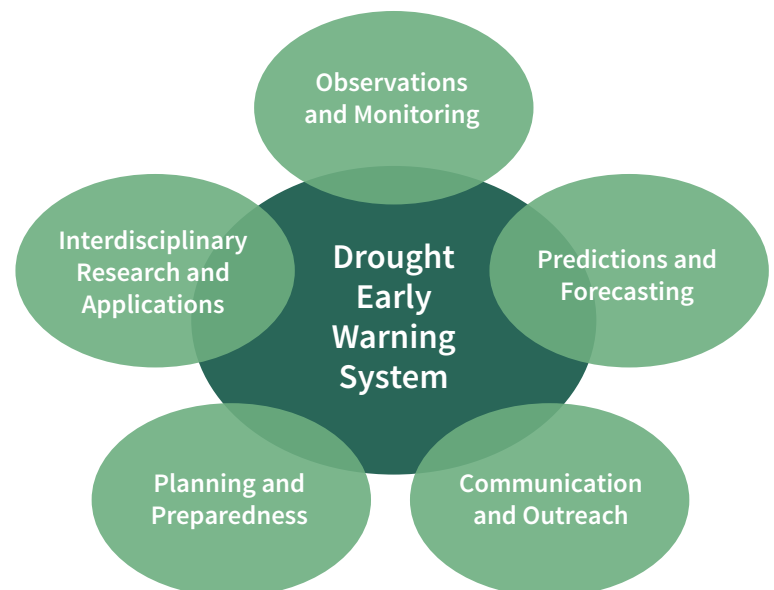 Observations
and Monitoring
Interdisciplinary
Research and
Applications
Drought
Early
Warning
System
Predictions and
Forecasting
Planning and
Preparedness
Communication
and Outreach